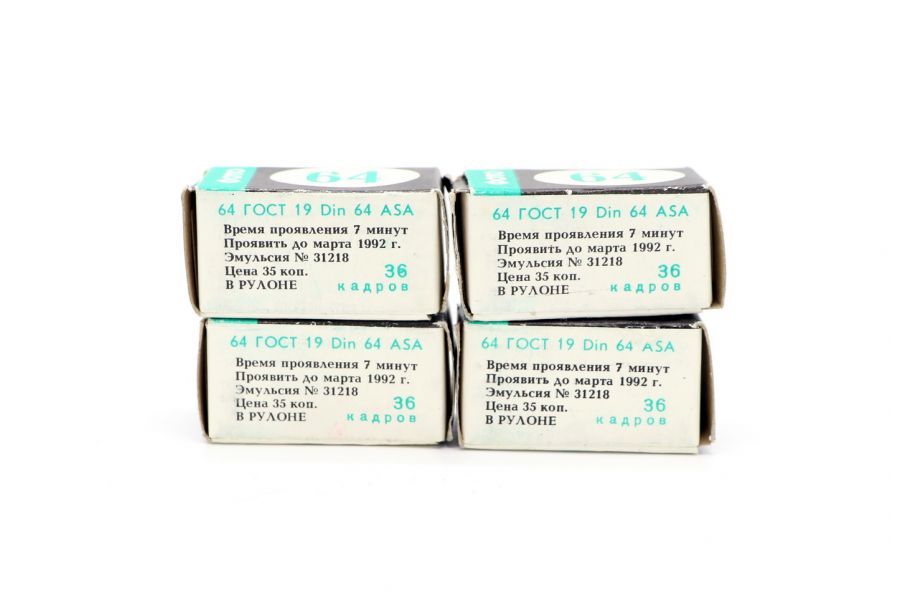 64
64 ГОСТ 19 Din 64 ASA
Время проявления 7 минут
Проявить до марта 1992 г.
Эмульсия № 31218
Цена 35 коп.
В РУЛОНЕ
36
кадров
64
64 ГОСТ 19 Din 64 ASA
Время проявления 7 минут
Проявить до марта 1992 г.
Эмульсия № 31218
Цена 35 коп.
В РУЛОНЕ
36
кадров
64 ГОСТ 19 Din 64 ASA
Время проявления 7 минут
Проявить до марта 1992 г.
Эмульсия № 31218
Цена 35 коп.
В РУЛОНЕ
36
кадров
64 ГОСТ 19 Din 64 ASA
Время проявления 7 минут
Проявить до марта 1992 г.
Эмульсия № 31218
Цена 35 коп.
В РУЛОНЕ
36
кадров